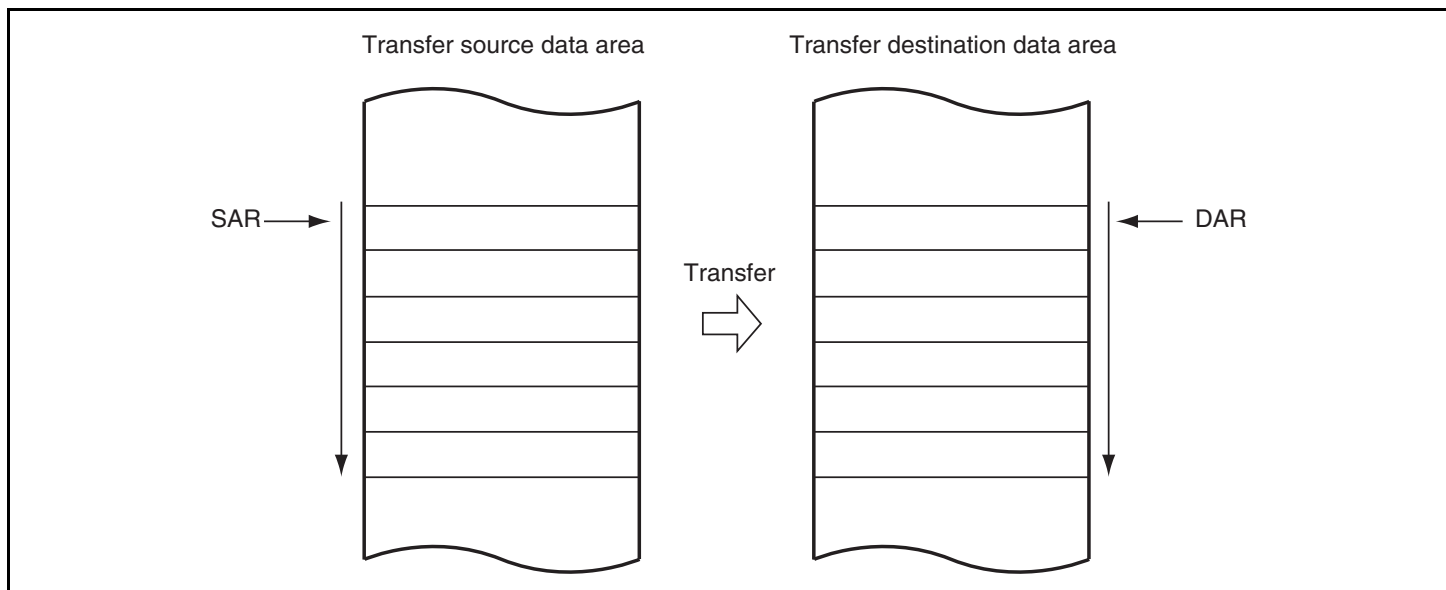 Transfer source data area
Transfer destination data area
SAR
DAR
Transfer